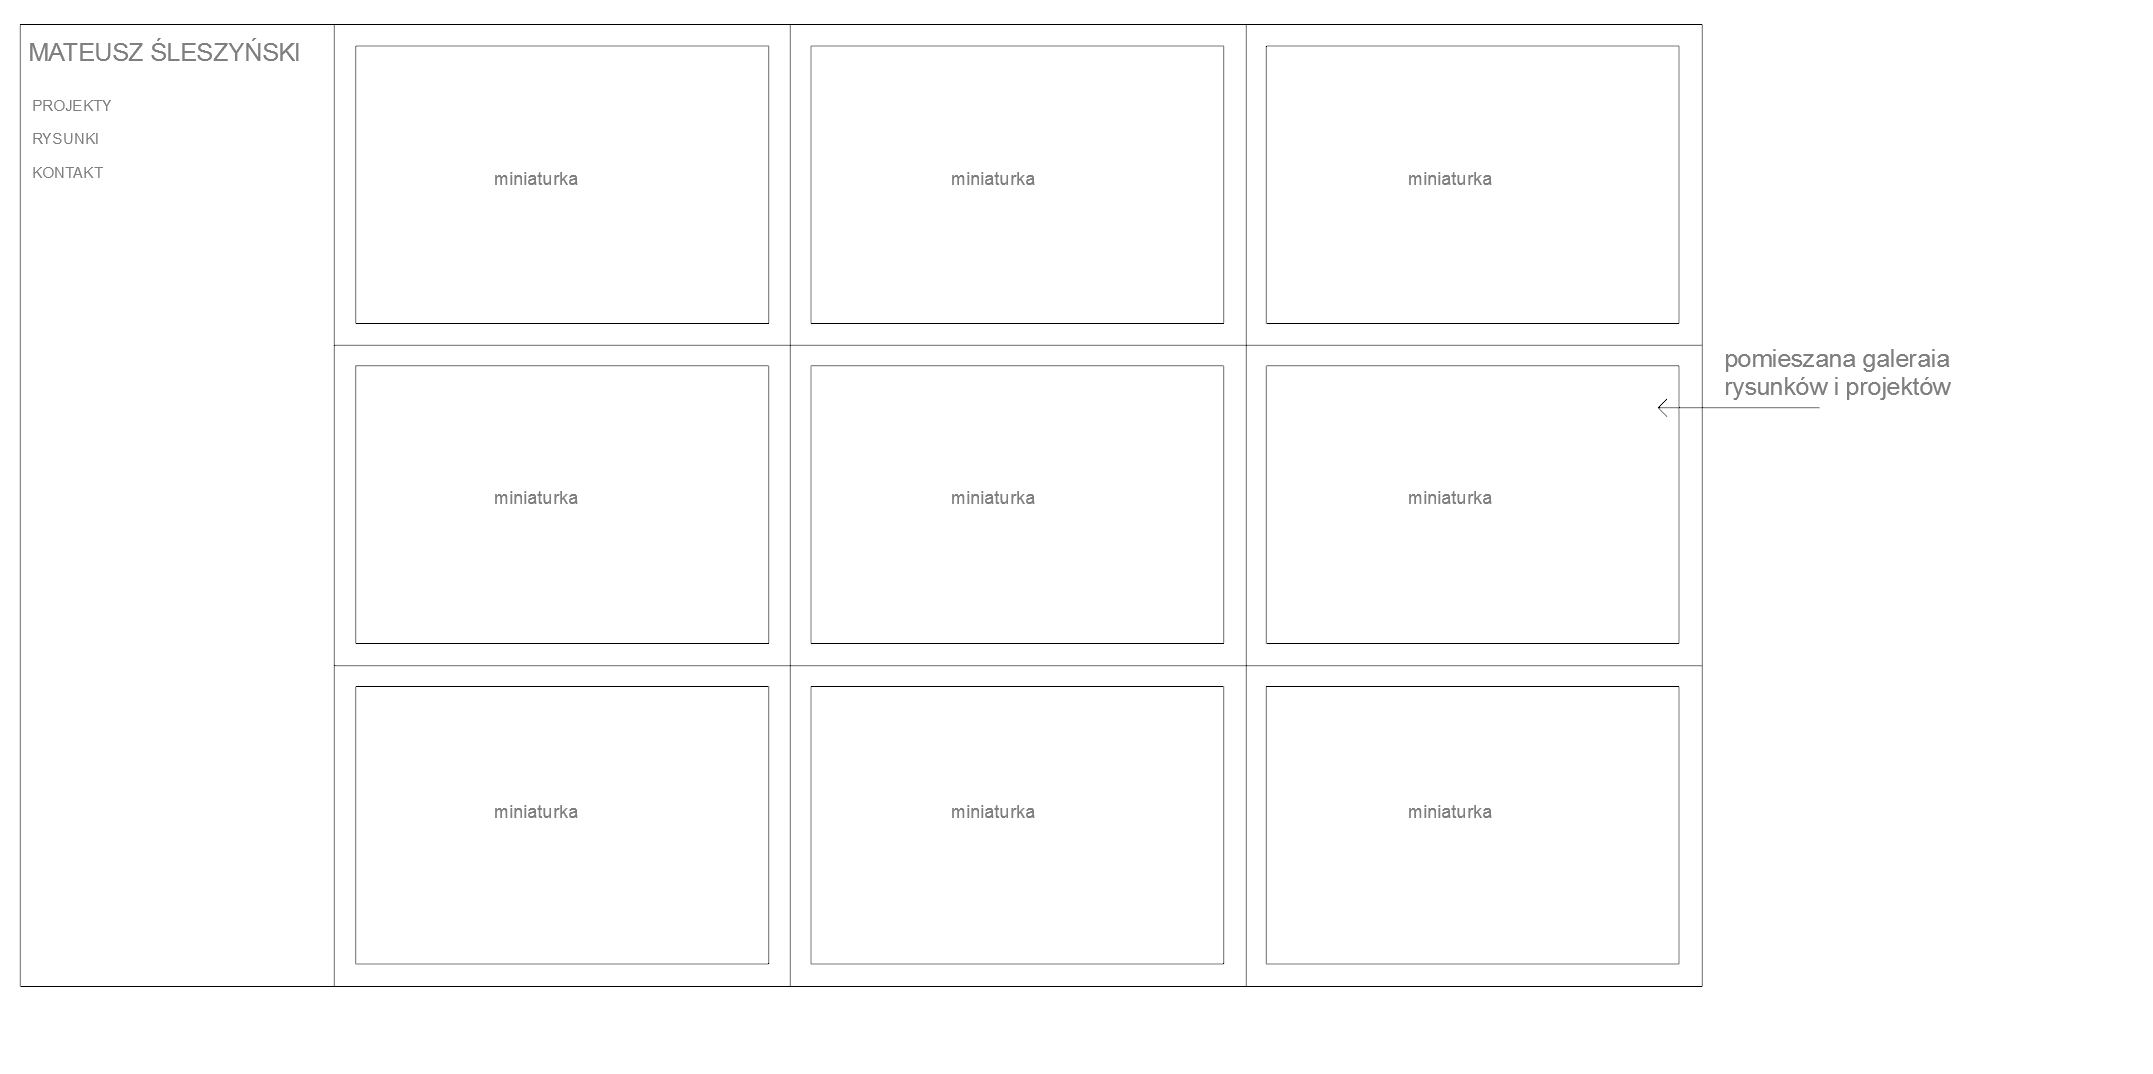 MATEUSZ ŚLESZYŃSKI
PROJEKTY
RYSUNKI
KONTAKT
miniaturka
miniaturka
miniaturka
pomieszana galeraia
rysunków i projektów
miniaturka
miniaturka
miniaturka
miniaturka
miniaturka
miniaturka